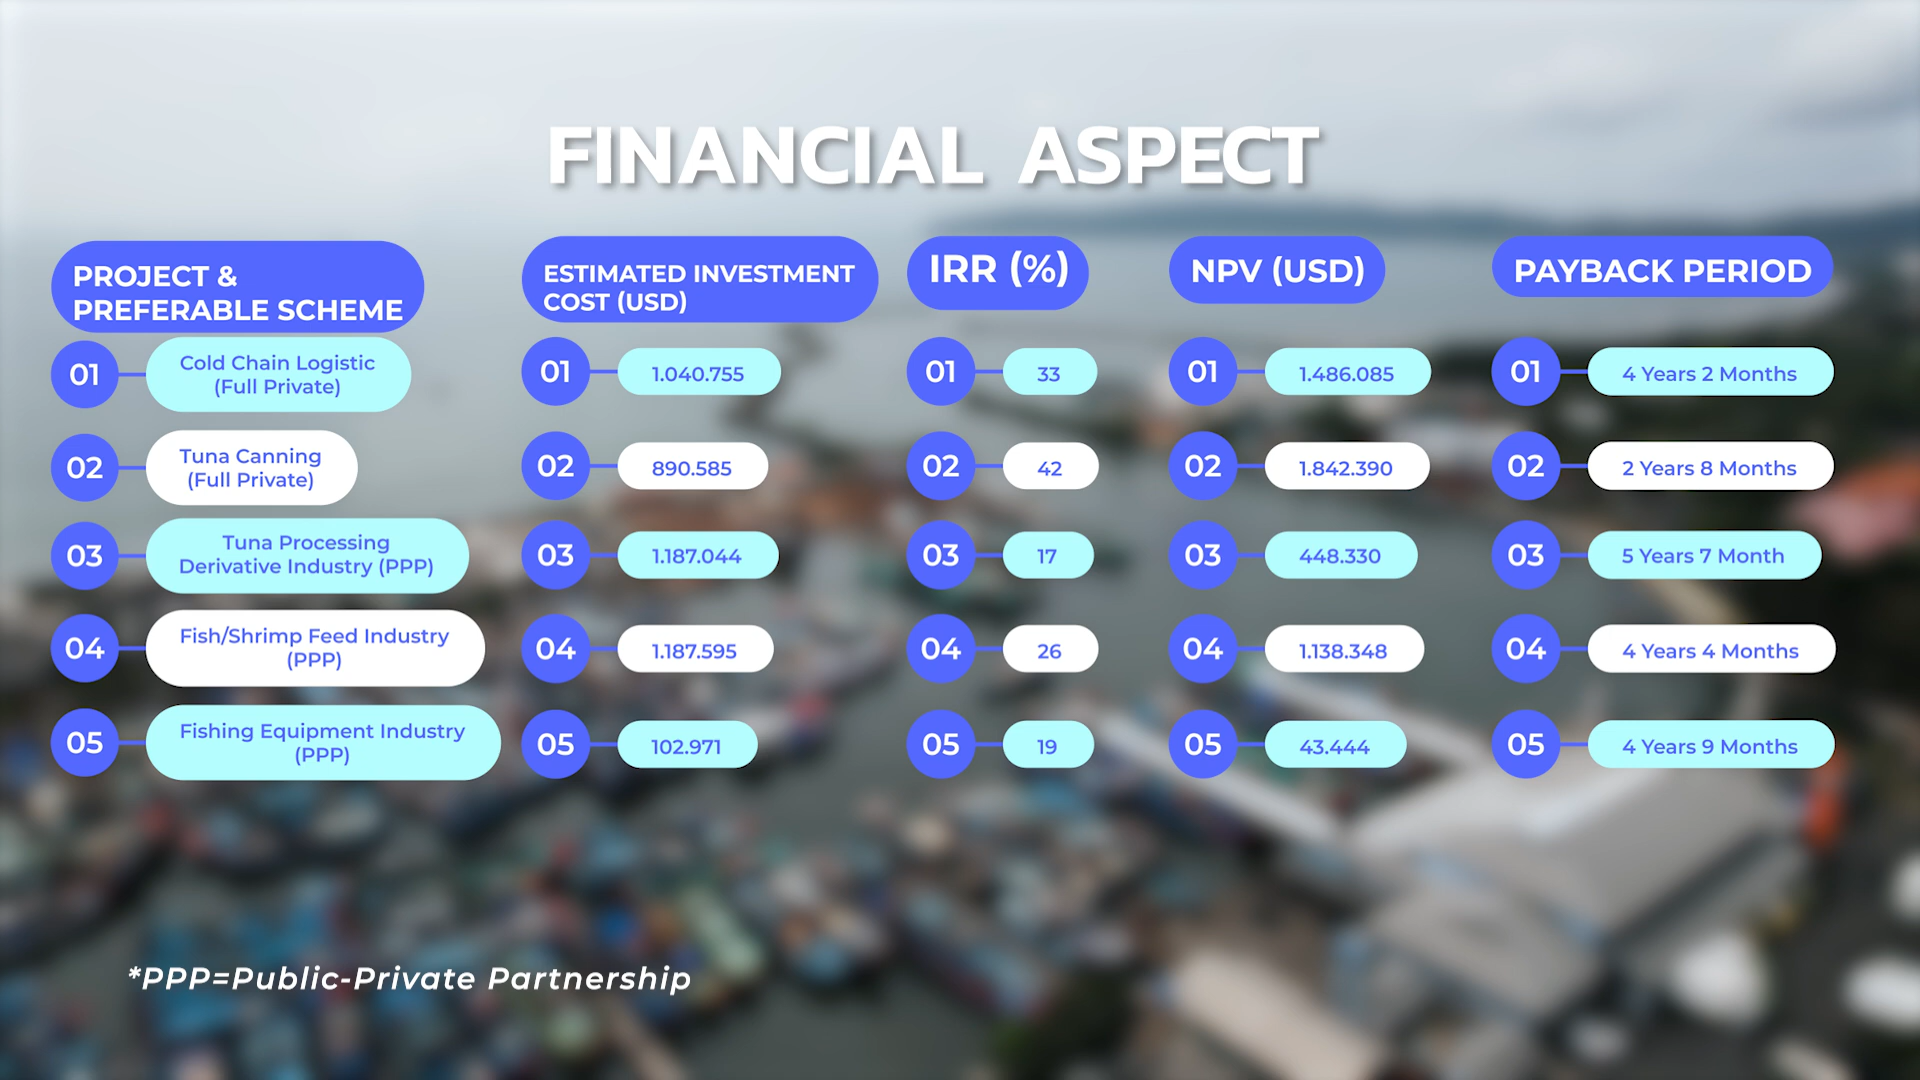 FINANCIAL ASPECT
PROJECT &
PREFERABLE SCHEME
ESTIMATED INVESTMENT
COST (USD)
IRR (%)
NPV (USD)
PAYBACK PERIOD
01
Cold Chain Logistic
(Full Private)
01
1.040.755
01
33
01
1.486.085
01
4 Years 2 Months
02
Tuna Canning
(Full Private)
02
890.585
02
42
02
1.842.390
02
2 Years 8 Months
03
Tuna Processing
Derivative Industry (PPP)
03
1.187.044
03
17
03
448.330
03
5 Years 7 Month
04
Fish/Shrimp Feed Industry
(PPP)
04
1.187.595
04
26
04
1.138.348
04
4 Years 4 Months
05
Fishing Equipment Industry
(PPP)
05
102.971
05
19
05
43.444
05
4 Years 9 Months
*PPP=Public-Private Partnership